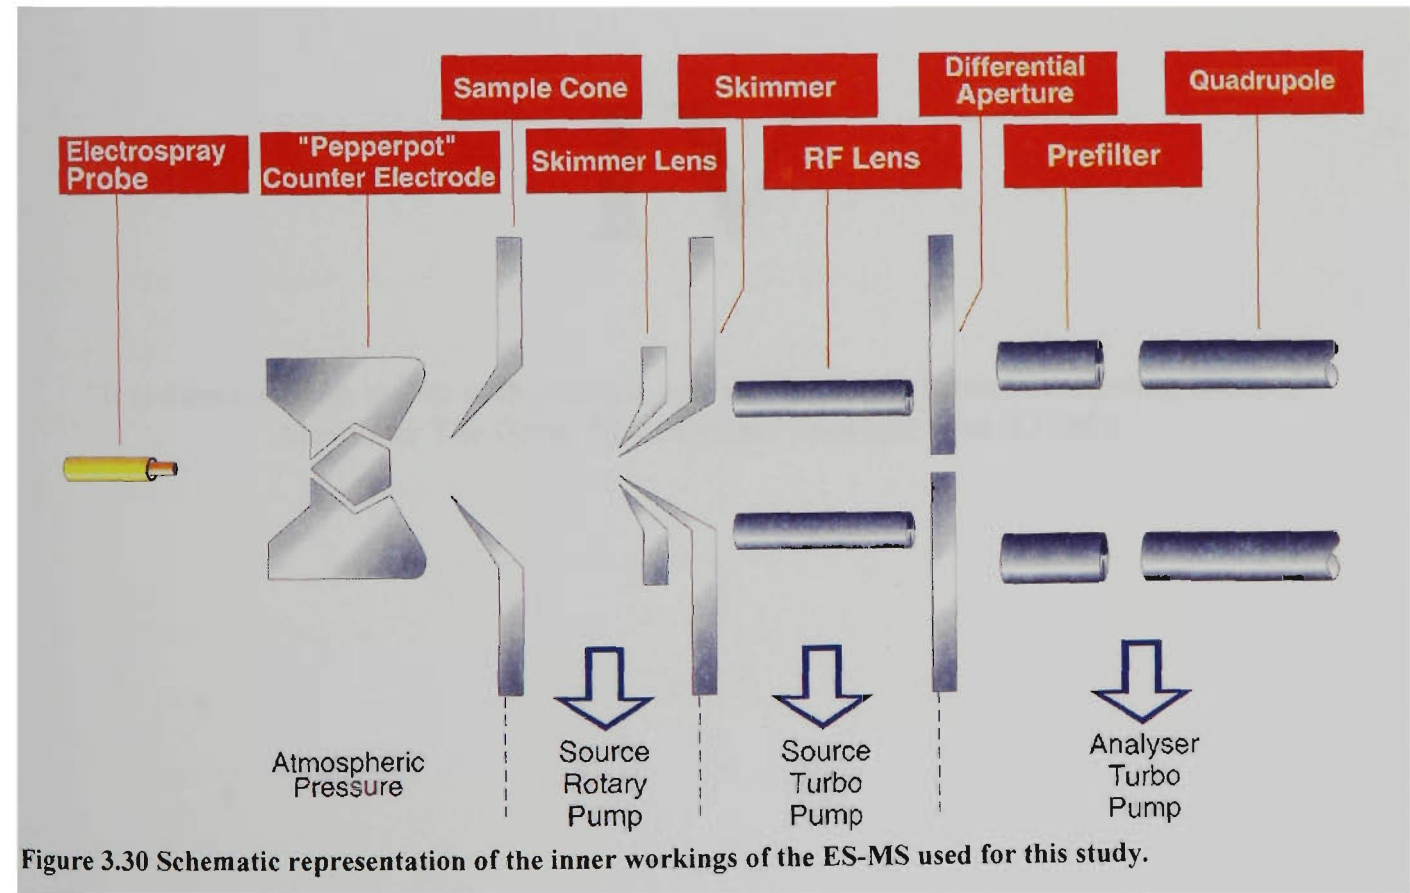 Sample Cone
Skimmer
Differential
Aperture
Quadrupole
Electrospray
Probe
"Pepperpot"
Counter Electrode
Skimmer Lens
RF Lens
Prefilter
Atmospheric
Pressure
Source
Rotary
Pump
Source
Turbo
Pump
Analyser
Turbo
Pump
Figure 3.30 Schematic representation of the inner workings of the ES-MS used for this study.